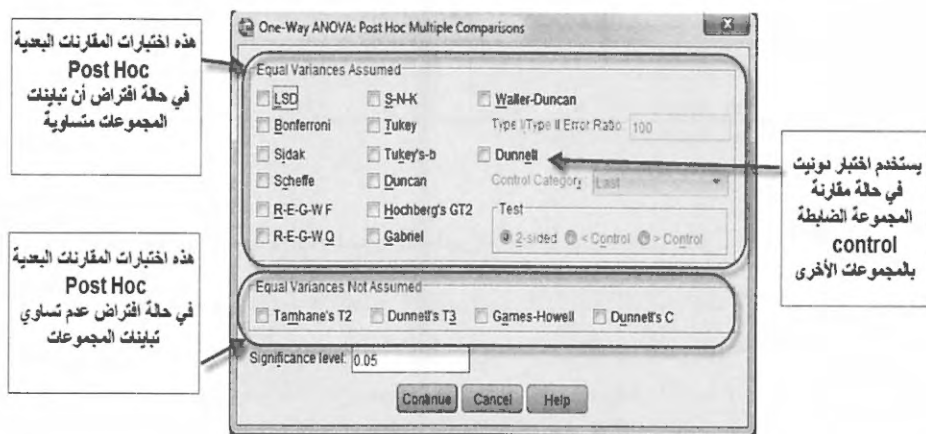 One-Way ANOVA: Post Hoc Multiple Comparisons
هذه اختبارات المقارنات البعدية
Post Hoc
في حالة افتراض أن تباينات
المجموعات متساوية
Equal Variances Assumed
LSD S-N-K Waller-Duncan
Bonferroni Tukey Type I/Type II Error Ratio: 100
Sidak Tukey's-b Dunnett
Scheffe Duncan Control Category: Last
R-E-G-W F Hochberg's GT2 Test
R-E-G-W Q Gabriel 2-sided < Control > Control
يستخدم اختبار دونيت
في حالة مقارنة
المجموعة الضابطة
control
بالمجموعات الأخرى
هذه اختبارات المقارنات البعدية
Post Hoc
في حالة افتراض عدم تساوي
تباينات المجموعات
Equal Variances Not Assumed
Tamhane's T2 Dunnett's T3 Games-Howell Dunnett's C
Significance level: 0.05
Continue Cancel Help